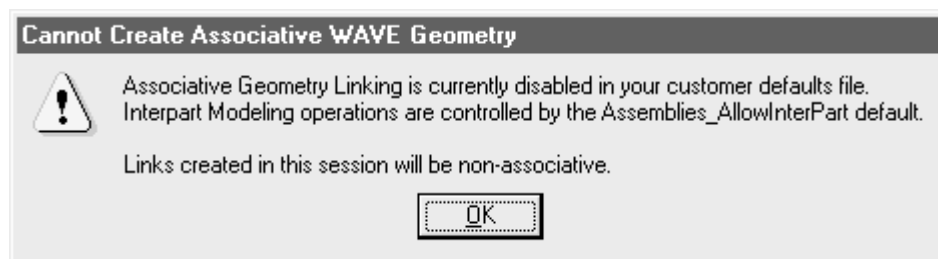 Cannot Create Associative WAVE Geometry
Associative Geometry Linking is currently disabled in your customer defaults file.
Interpart Modeling operations are controlled by the Assemblies_AllowInterPart default.
Links created in this session will be non-associative.
OK